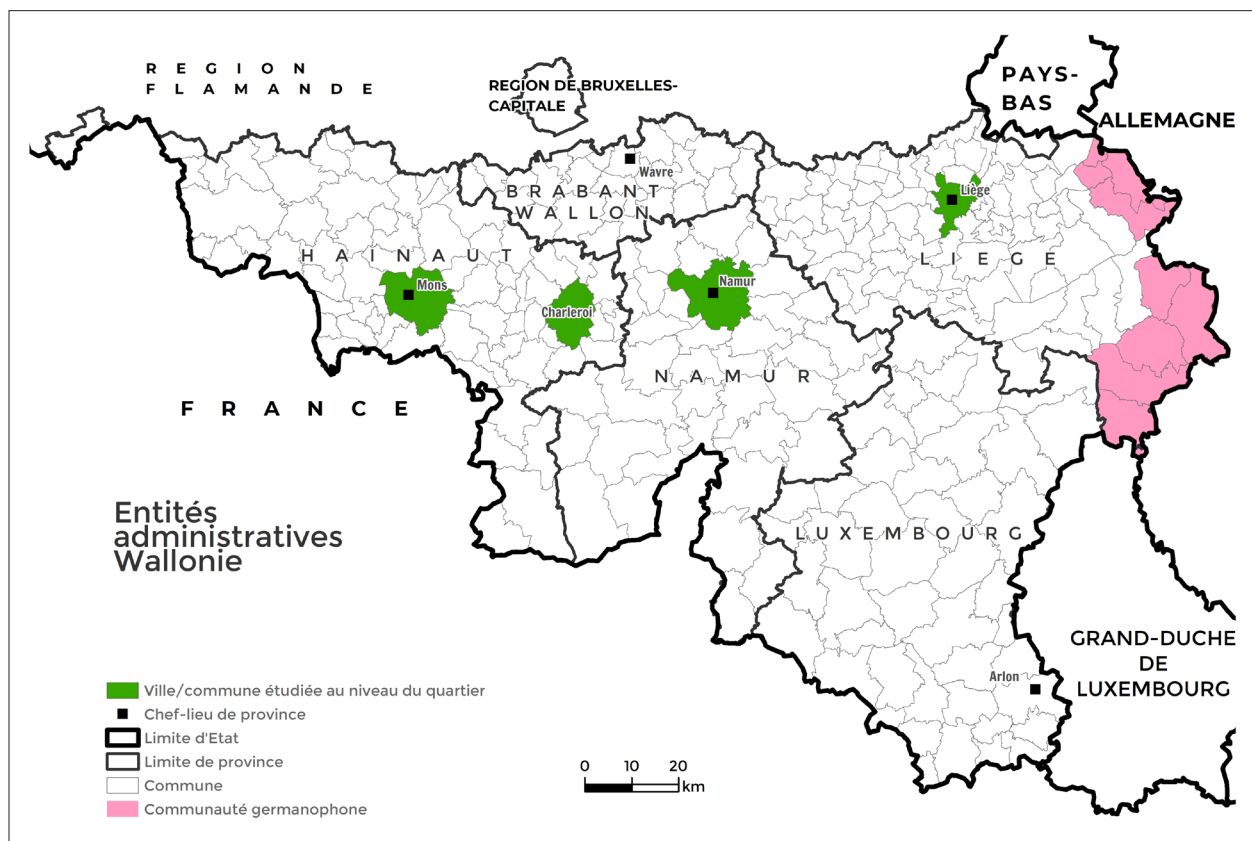 REGION
FLAMANDE
REGION DE BRUXELLES-
CAPITALE
PAYS-
BAS
ALLEMAGNE
Wavre
BRABANT
WALLON
Liège
HAINAUT
LIEGE
Mons
Charleroi
Namur
NAMUR
FRANCE
Entités
administratives
Wallonie
LUXEMBOURG
GRAND-DUCHE
DE
LUXEMBOURG
Arlon
Ville/commune étudiée au niveau du quartier
Chef-lieu de province
Limite d'Etat
Limite de province
Commune
Communauté germanophone
0 10 20
km